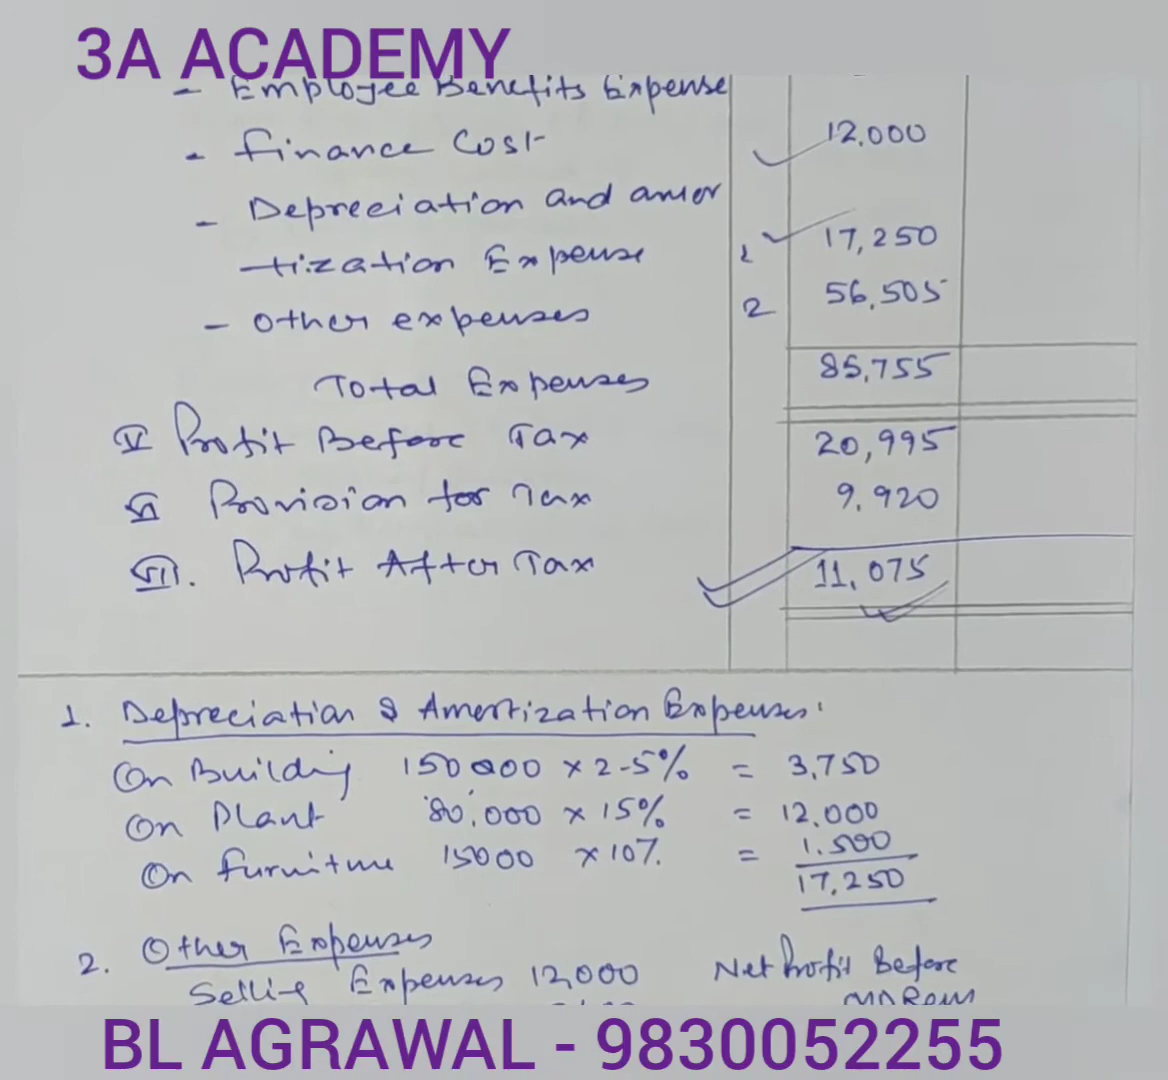 3A ACADEMY
- Employee Benefits Expense
- Finance Cost 12,000
- Depreciation and amor
tization Expense 1 17,250
- Other expenses 2 56,505
Total Expenses 85,755
V Profit Before Tax 20,995
VI Provision for Tax 9,920
VII. Profit After Tax 11,075
1. Depreciation & Amortization Expenses:
On Building 150000 × 2.5% = 3,750
On Plant 80,000 × 15% = 12,000
On Furniture 15000 × 10% = 1,500
17,250
2. Other Expenses
Selling Expenses 12,000 Net Profit Before
BL AGRAWAL - 9830052255